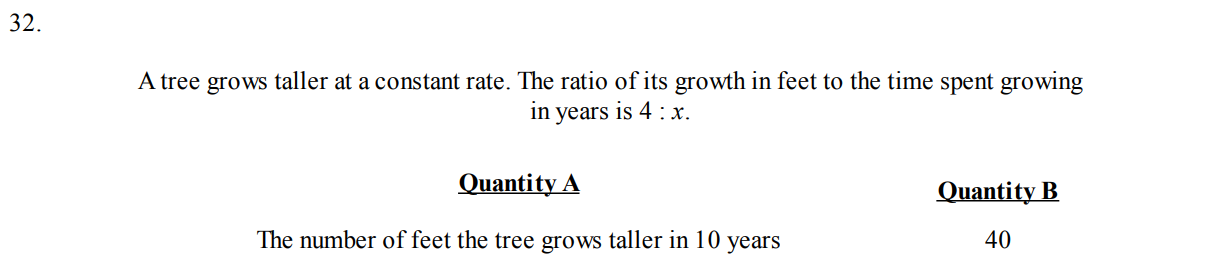 32.
A tree grows taller at a constant rate. The ratio of its growth in feet to the time spent growing
in years is 4 : x.
Quantity A
Quantity B
The number of feet the tree grows taller in 10 years
40